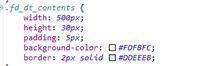 .fd_dt_contents {
width: 500px;
height: 30px;
padding: 5px;
background-color: #FDFBFC;
border: 2px solid #DDEEEB;